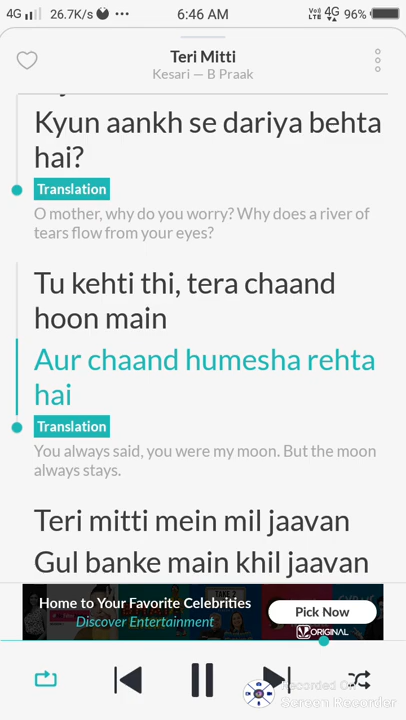 4G 26.7K/s ••• 6:46 AM VoD LTE 4G 96%
Teri Mitti
Kesari — B Praak
Kyun aankh se dariya behta
hai?
Translation
O mother, why do you worry? Why does a river of
tears flow from your eyes?
Tu kehti thi, tera chaand
hoon main
Aur chaand humesha rehta
hai
Translation
You always said, you were my moon. But the moon
always stays.
Teri mitti mein mil jaavan
Gul banke main khil jaavan
Home to Your Favorite Celebrities
Discover Entertainment
Pick Now
ORIGINAL
Recorded On
Screen Recorder